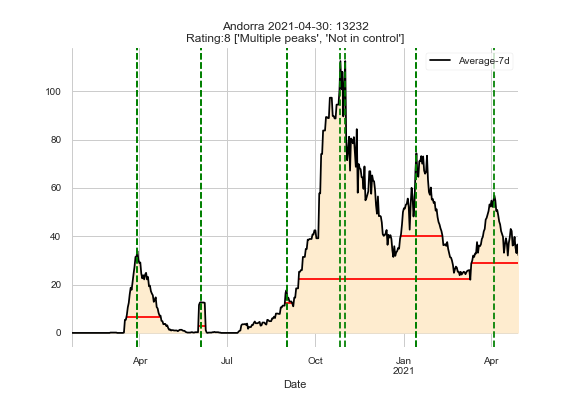 Andorra 2021-04-30: 13232
Rating:8 ['Multiple peaks', 'Not in control']
Average-7d
100
80
60
40
20
0
Apr
Jul
Oct
Jan
2021
Apr
Date